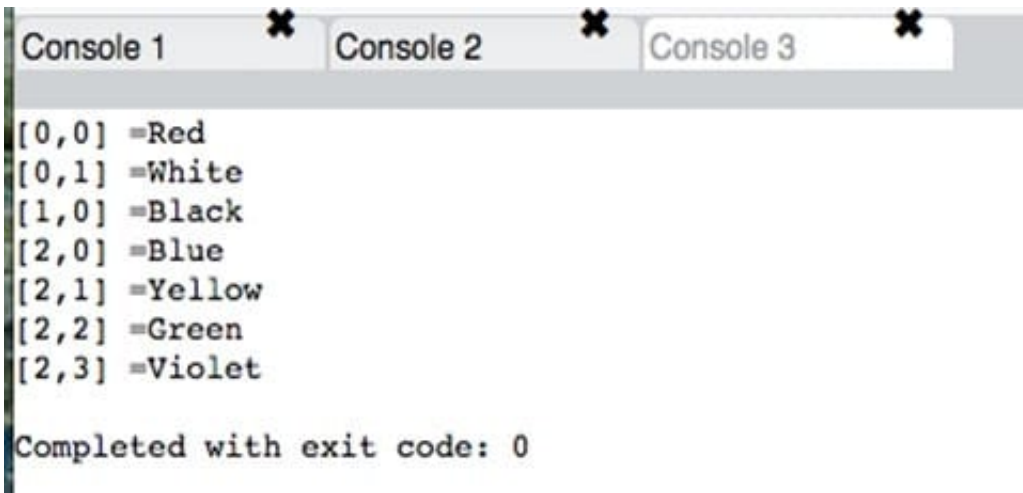 Console 1 Console 2 Console 3
[0,0] =Red
[0,1] =White
[1,0] =Black
[2,0] =Blue
[2,1] =Yellow
[2,2] =Green
[2,3] =Violet
Completed with exit code: 0